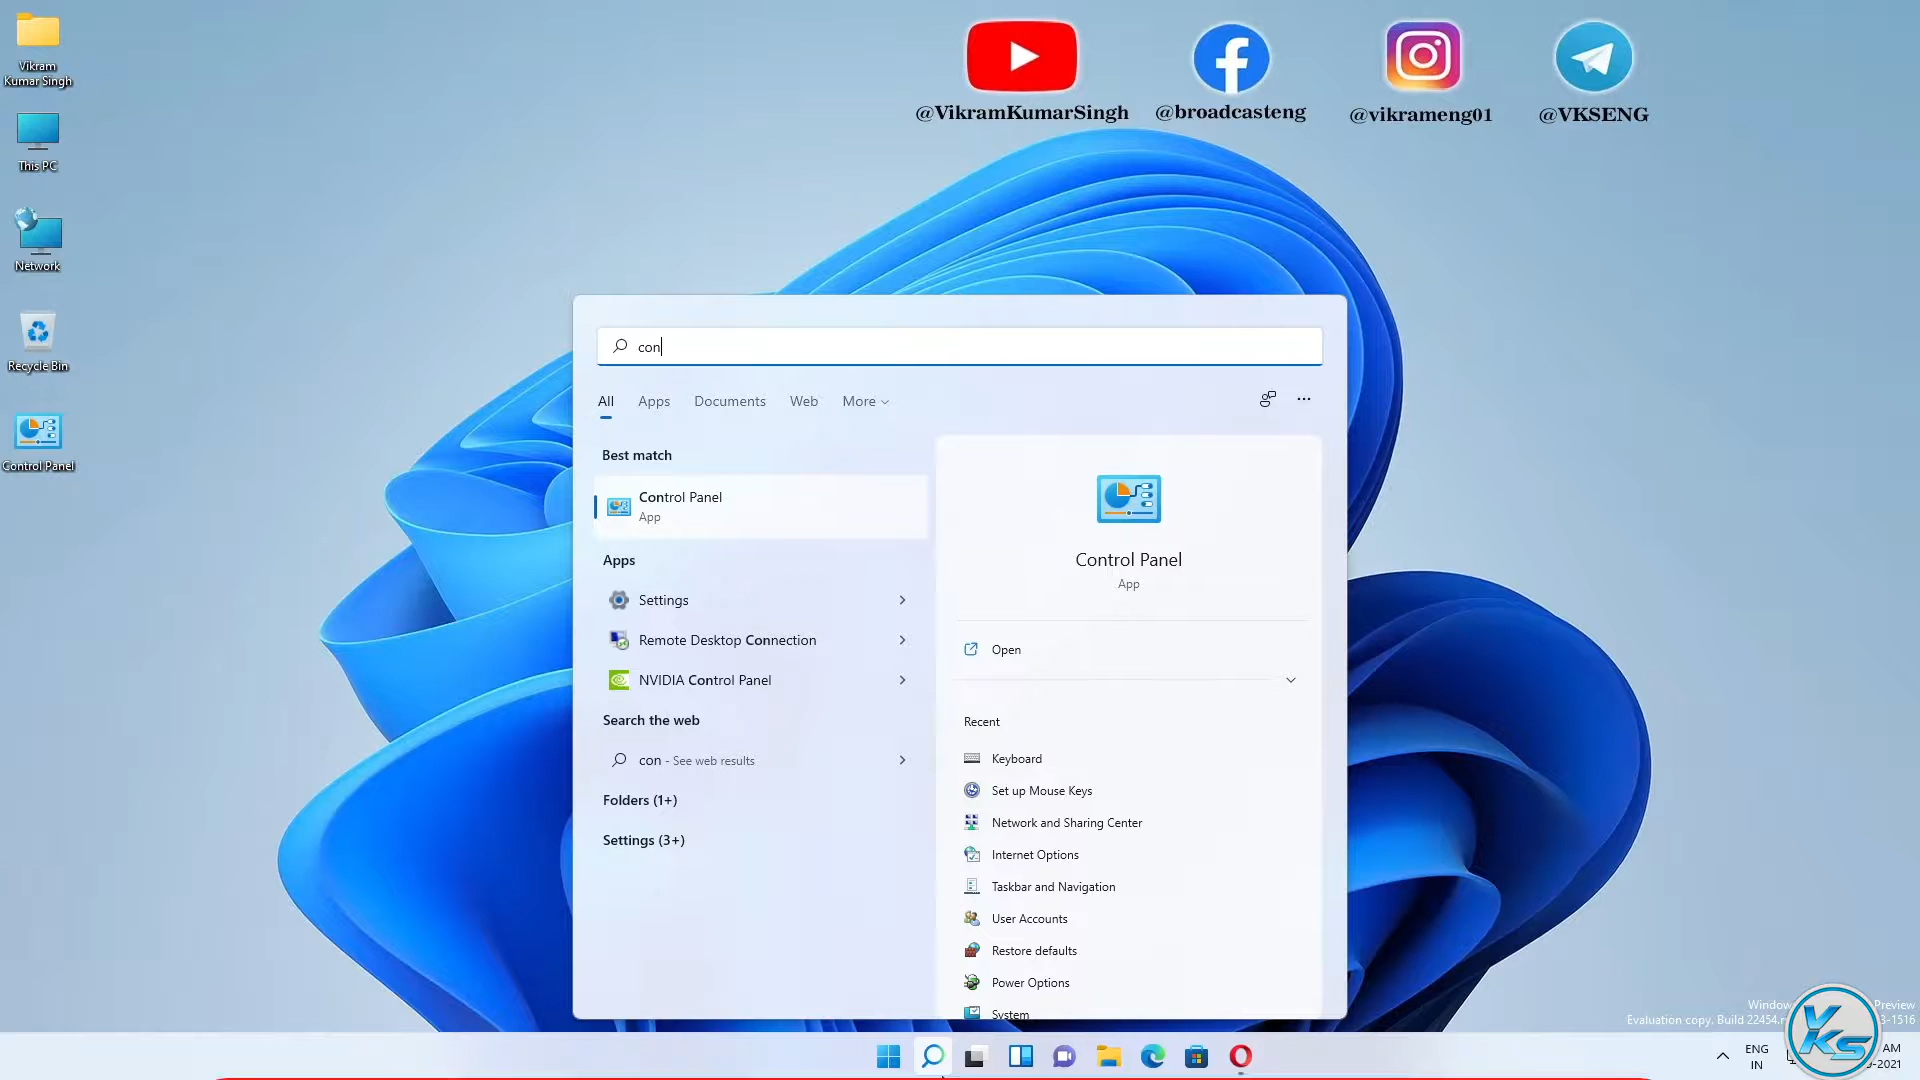 Vikram
Kumar Singh
This PC
Network
Recycle Bin
Control Panel
@VikramKumarSingh
@broadcasteng
@vikrameng01
@VKSENG
con
All
Apps
Documents
Web
More
Best match
Control Panel
App
Apps
Settings
Remote Desktop Connection
NVIDIA Control Panel
Search the web
con - See web results
Folders (1+)
Settings (3+)
Control Panel
App
Open
Recent
Keyboard
Set up Mouse Keys
Network and Sharing Center
Internet Options
Taskbar and Navigation
User Accounts
Restore defaults
Power Options
System
Preview
Evaluation copy. Build 22454.
-1516
ENG
IN
AM
-2021
VKS